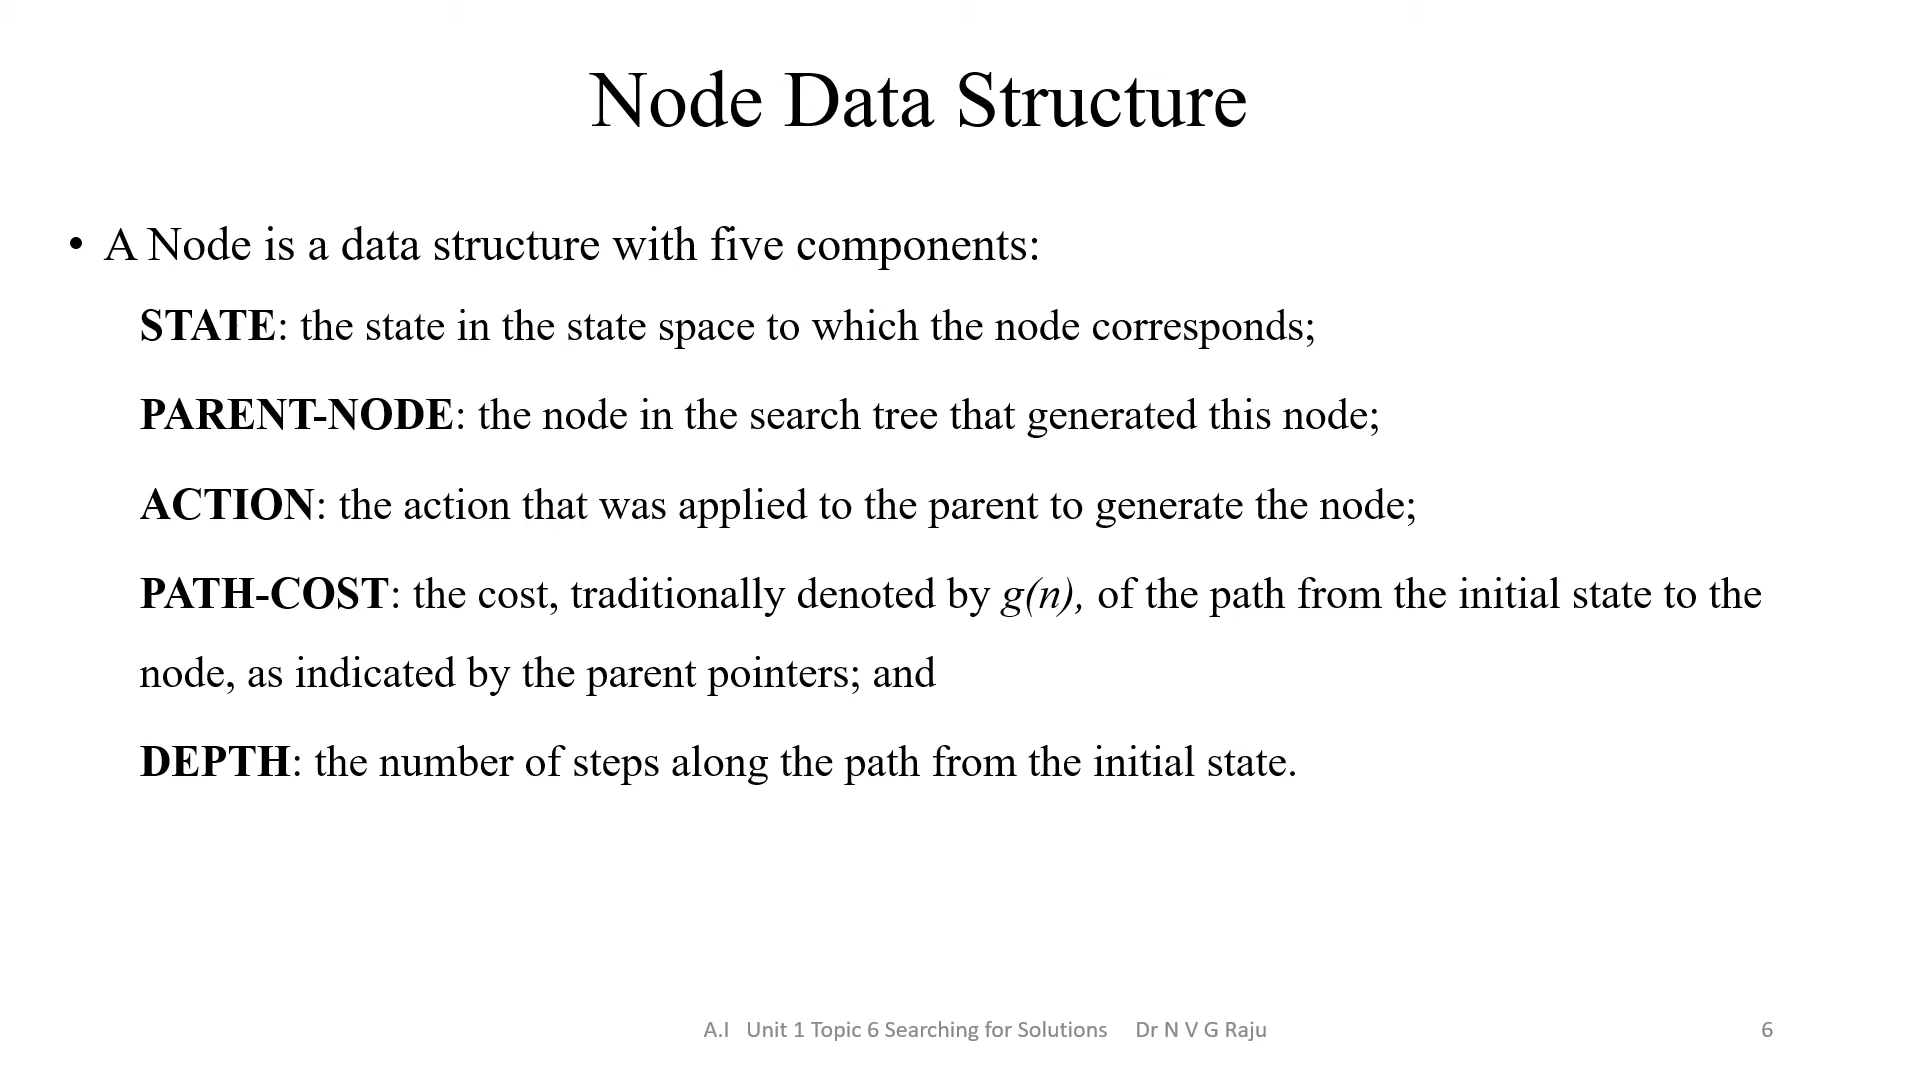 Node Data Structure
• A Node is a data structure with five components:
STATE: the state in the state space to which the node corresponds;
PARENT-NODE: the node in the search tree that generated this node;
ACTION: the action that was applied to the parent to generate the node;
PATH-COST: the cost, traditionally denoted by g(n), of the path from the initial state to the
node, as indicated by the parent pointers; and
DEPTH: the number of steps along the path from the initial state.
A.I Unit 1 Topic 6 Searching for Solutions Dr N V G Raju 6